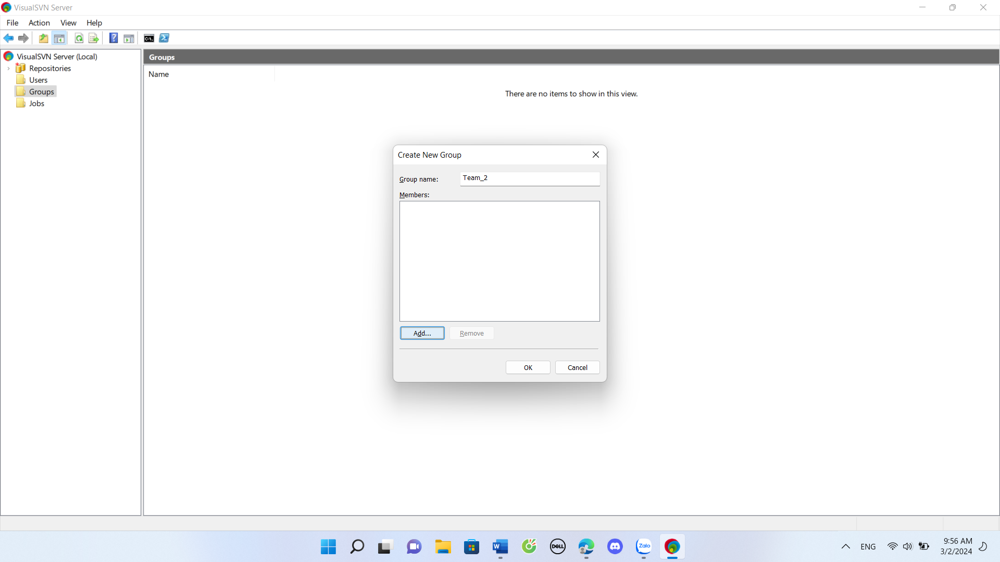 VisualSVN Server
File Action View Help
VisualSVN Server (Local)
Repositories
Users
Groups
Jobs
Groups
Name
There are no items to show in this view.
Create New Group
Group name: Team_2
Members:
Add... Remove
OK Cancel
C:\.
W
DELL
Zalo
ENG
9:56 AM
3/2/2024